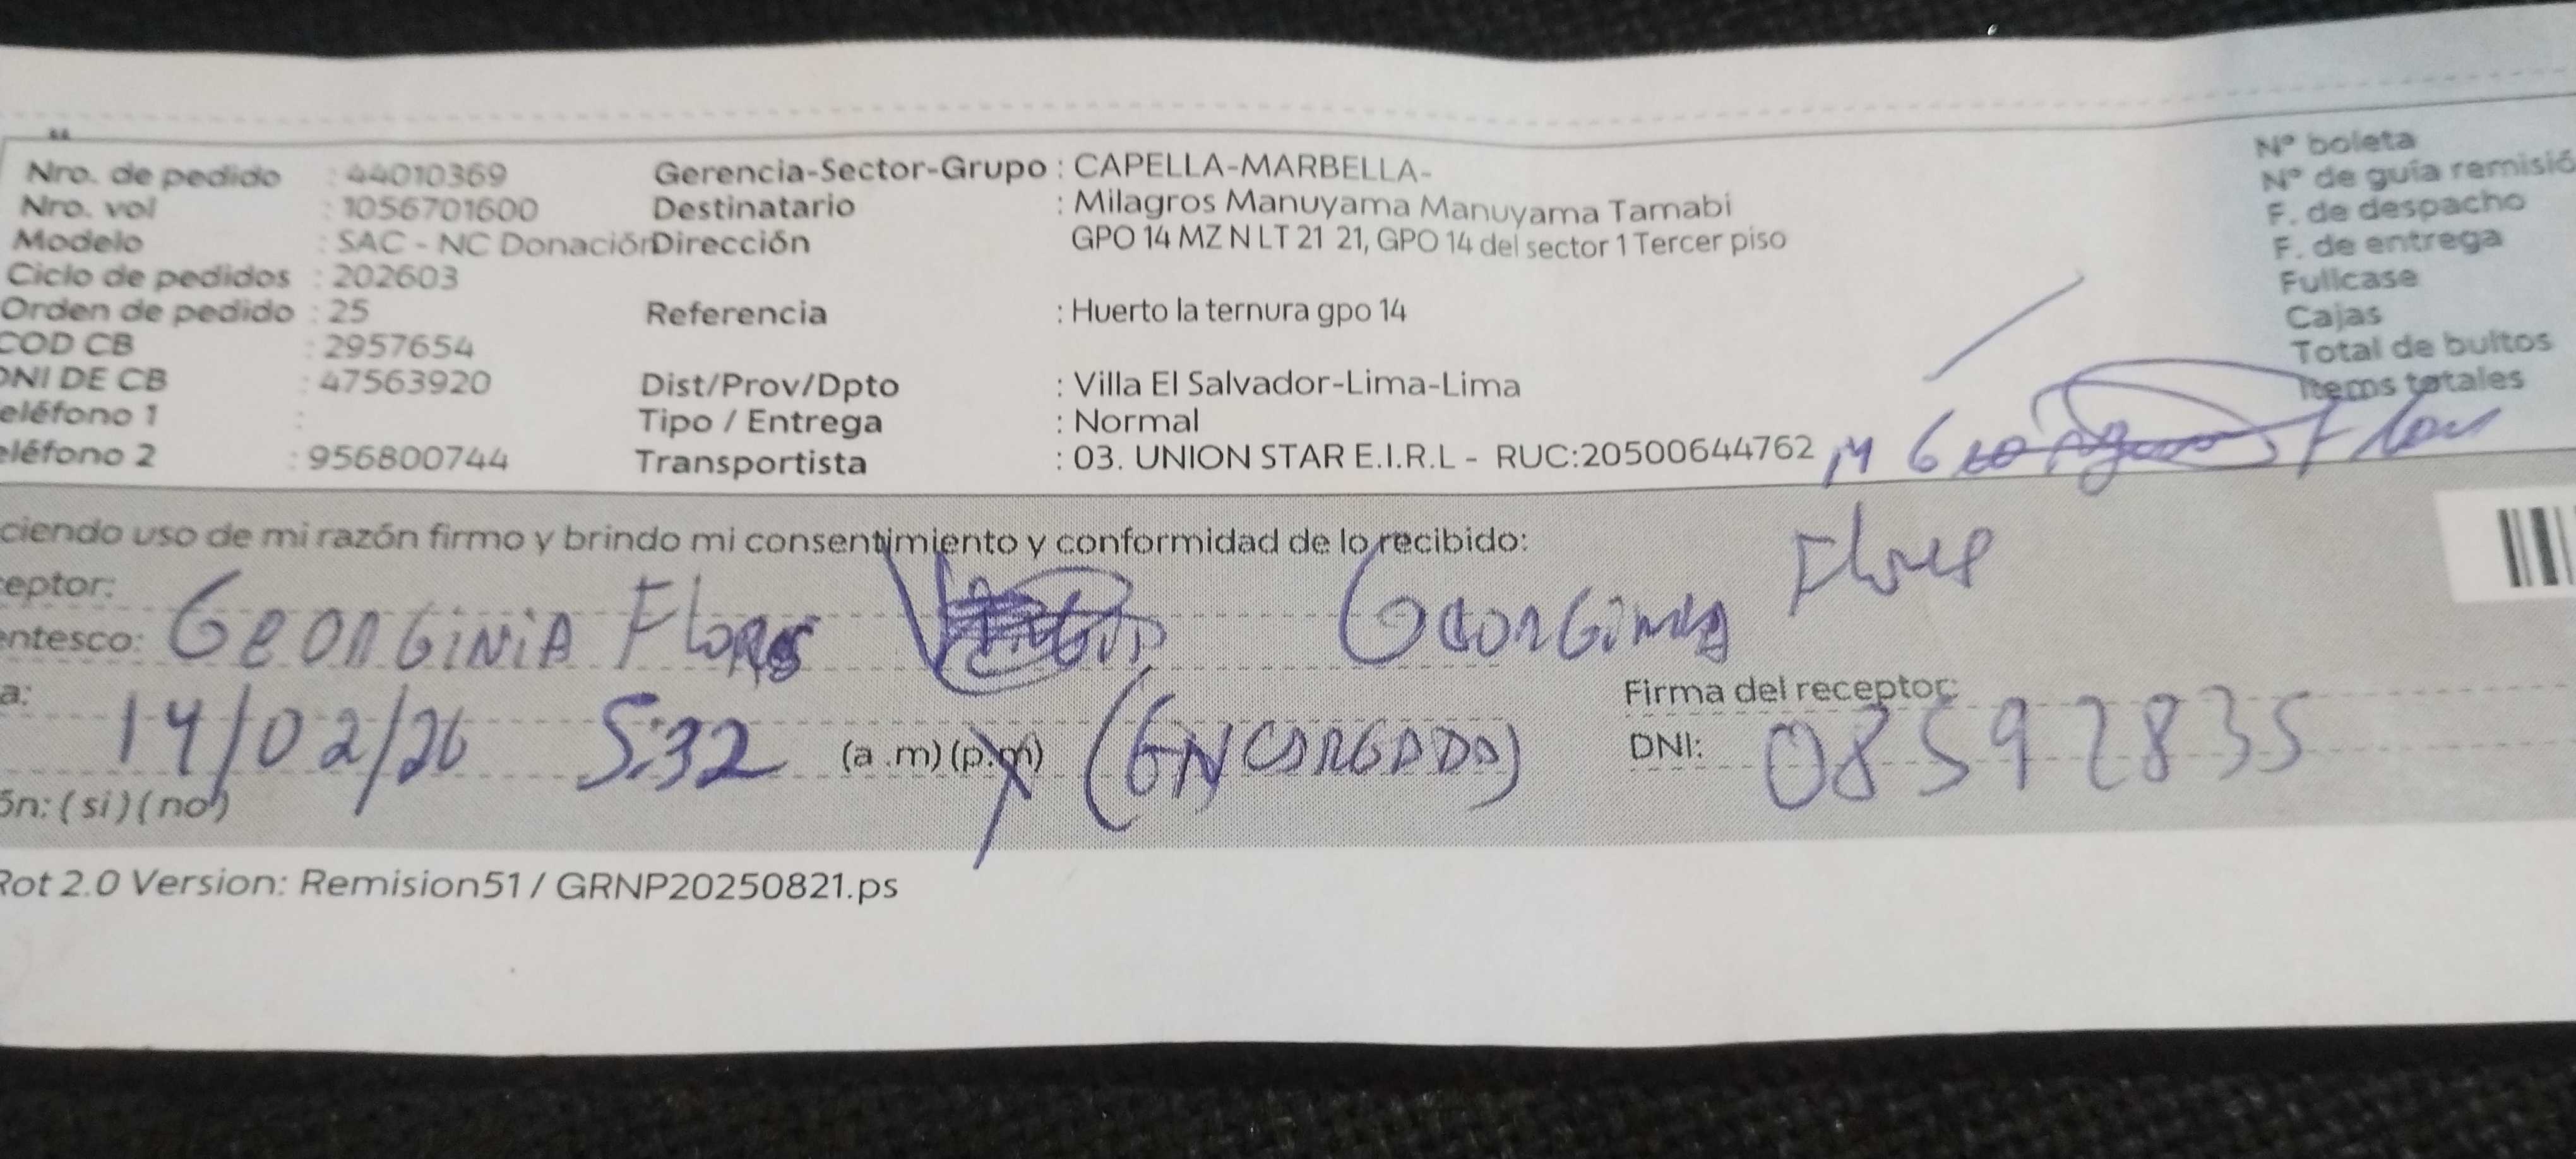 Nro. de pedido : 44010369
Nro. vol : 1056701600
Modelo : SAC - NC Donación
Ciclo de pedidos : 202603
Orden de pedido : 25
COD CB : 2957654
DNI DE CB : 47563920
eléfono 1 :
eléfono 2 : 956800744
Gerencia-Sector-Grupo : CAPELLA-MARBELLA-
Destinatario : Milagros Manuyama Manuyama Tamabi
Dirección GPO 14 MZ N LT 21 21, GPO 14 del sector 1 Tercer piso
Referencia : Huerto la ternura gpo 14
Dist/Prov/Dpto : Villa El Salvador-Lima-Lima
Tipo / Entrega : Normal
Transportista : 03. UNION STAR E.I.R.L - RUC:20500644762
N° boleta
N° de guía remisió
F. de despacho
F. de entrega
Fullcase
Cajas
Total de bultos
Items totales
ciendo uso de mi razón firmo y brindo mi consentimiento y conformidad de lo recibido:
Flores
eptor:
entesco: GEORGINIA Flores Georgina
a: 14/02/26 5:32 (a .m) (p.m) (ENCARGADO)
Firma del receptor:
DNI: 08592835
ón: ( si ) ( no )
Rot 2.0 Version: Remision51 / GRNP20250821.ps